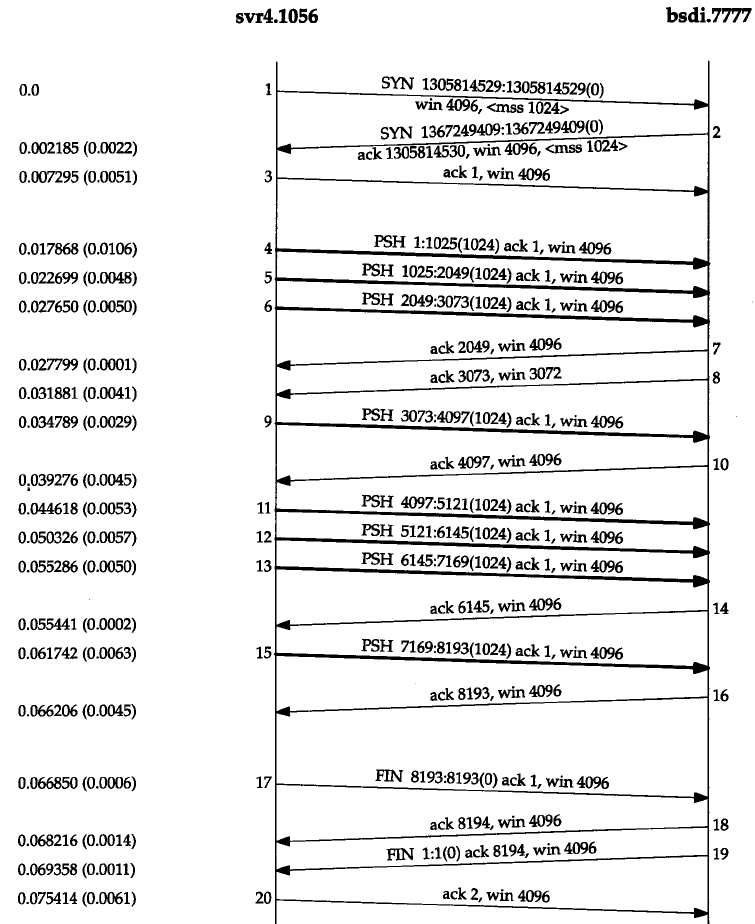 svr4.1056 bsdi.7777
0.0 1 SYN 1305814529:1305814529(0)
win 4096, <mss 1024>
SYN 1367249409:1367249409(0) 2
0.002185 (0.0022) ack 1305814530, win 4096, <mss 1024>
0.007295 (0.0051) 3 ack 1, win 4096
0.017868 (0.0106) 4 PSH 1:1025(1024) ack 1, win 4096
0.022699 (0.0048) 5 PSH 1025:2049(1024) ack 1, win 4096
0.027650 (0.0050) 6 PSH 2049:3073(1024) ack 1, win 4096
ack 2049, win 4096 7
0.027799 (0.0001)
ack 3073, win 3072 8
0.031881 (0.0041)
0.034789 (0.0029) 9 PSH 3073:4097(1024) ack 1, win 4096
ack 4097, win 4096 10
0.039276 (0.0045)
0.044618 (0.0053) 11 PSH 4097:5121(1024) ack 1, win 4096
0.050326 (0.0057) 12 PSH 5121:6145(1024) ack 1, win 4096
0.055286 (0.0050) 13 PSH 6145:7169(1024) ack 1, win 4096
ack 6145, win 4096 14
0.055441 (0.0002)
0.061742 (0.0063) 15 PSH 7169:8193(1024) ack 1, win 4096
ack 8193, win 4096 16
0.066206 (0.0045)
0.066850 (0.0006) 17 FIN 8193:8193(0) ack 1, win 4096
ack 8194, win 4096 18
0.068216 (0.0014)
FIN 1:1(0) ack 8194, win 4096 19
0.069358 (0.0011)
0.075414 (0.0061) 20 ack 2, win 4096